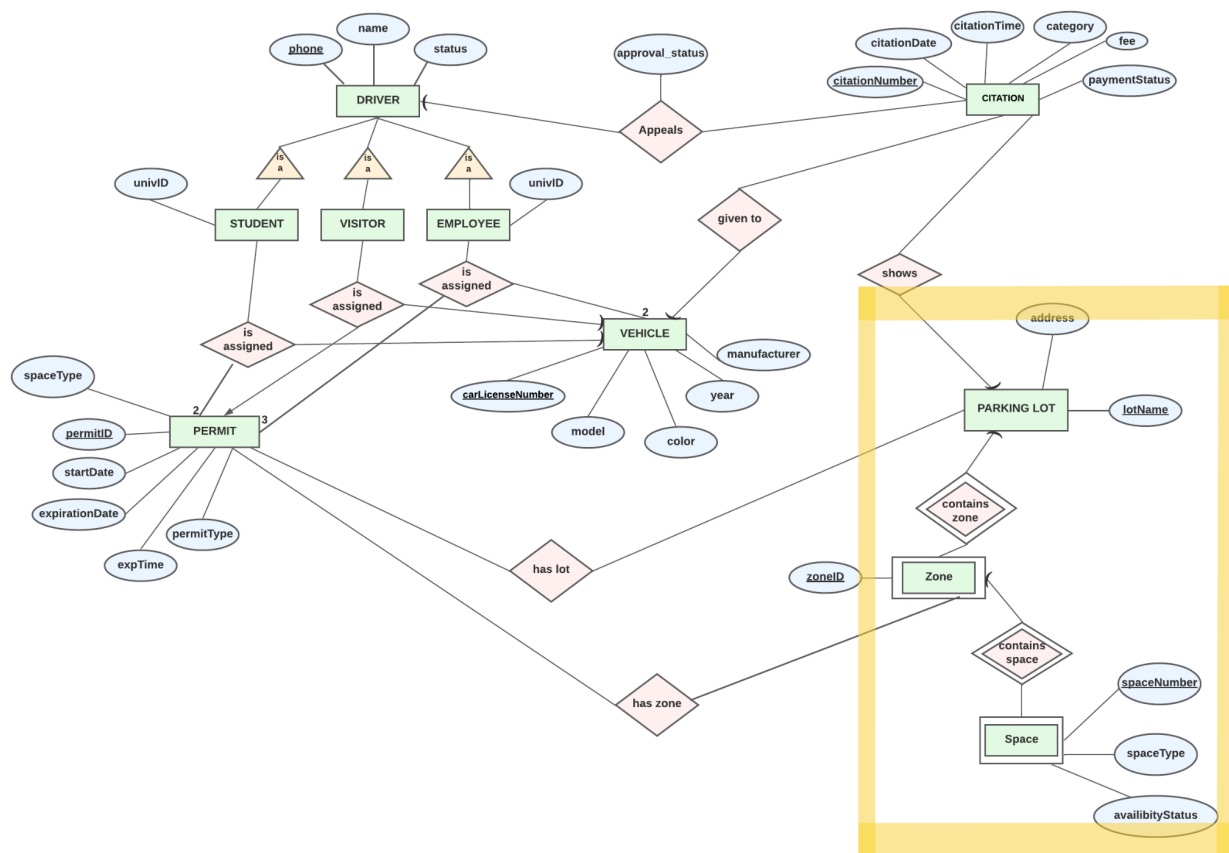 name
phone
status
DRIVER
approval_status
Appeals
citationTime
category
citationDate
fee
citationNumber
paymentStatus
CITATION
is
a
is
a
is
a
univID
univID
STUDENT
VISITOR
EMPLOYEE
given to
shows
is
assigned
is
assigned
is
assigned
2
VEHICLE
manufacturer
carLicenseNumber
year
model
color
address
PARKING LOT
lotName
spaceType
2
3
PERMIT
permitID
startDate
expirationDate
permitType
expTime
has lot
contains
zone
zoneID
Zone
contains
space
has zone
spaceNumber
Space
spaceType
availibityStatus